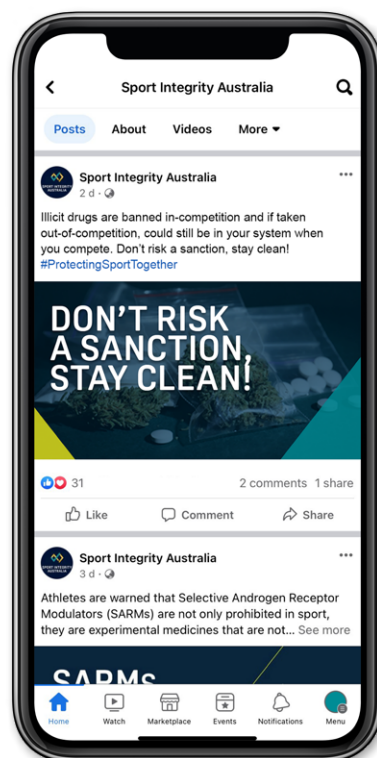 Sport Integrity Australia
Posts About Videos More
Sport Integrity Australia
2 d ·
Illicit drugs are banned in-competition and if taken
out-of-competition, could still be in your system when
you compete. Don't risk a sanction, stay clean!
#ProtectingSportTogether
DON'T RISK
A SANCTION,
STAY CLEAN!
31 2 comments 1 share
Like Comment Share
SPORT INTEGRITY
AUSTRALIA
Sport Integrity Australia
3 d ·
Athletes are warned that Selective Androgen Receptor
Modulators (SARMs) are not only prohibited in sport,
they are experimental medicines that are not... See more
SARMs
Home Watch Marketplace Events Notifications Menu